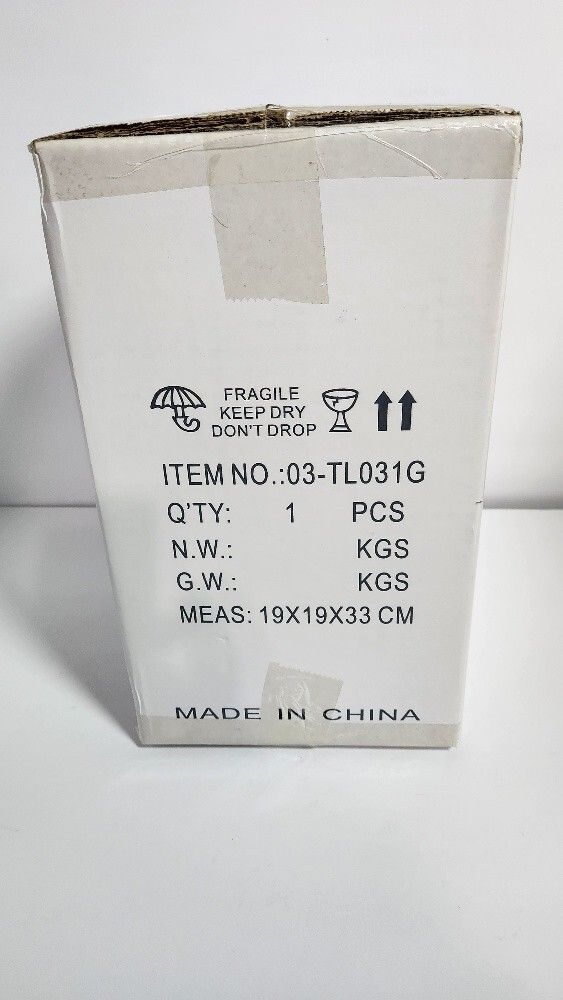 FRAGILE
KEEP DRY
DON'T DROP
ITEM NO.:03-TL031G
Q'TY: 1 PCS
N.W.: KGS
G.W.: KGS
MEAS: 19X19X33 CM
MADE IN CHINA